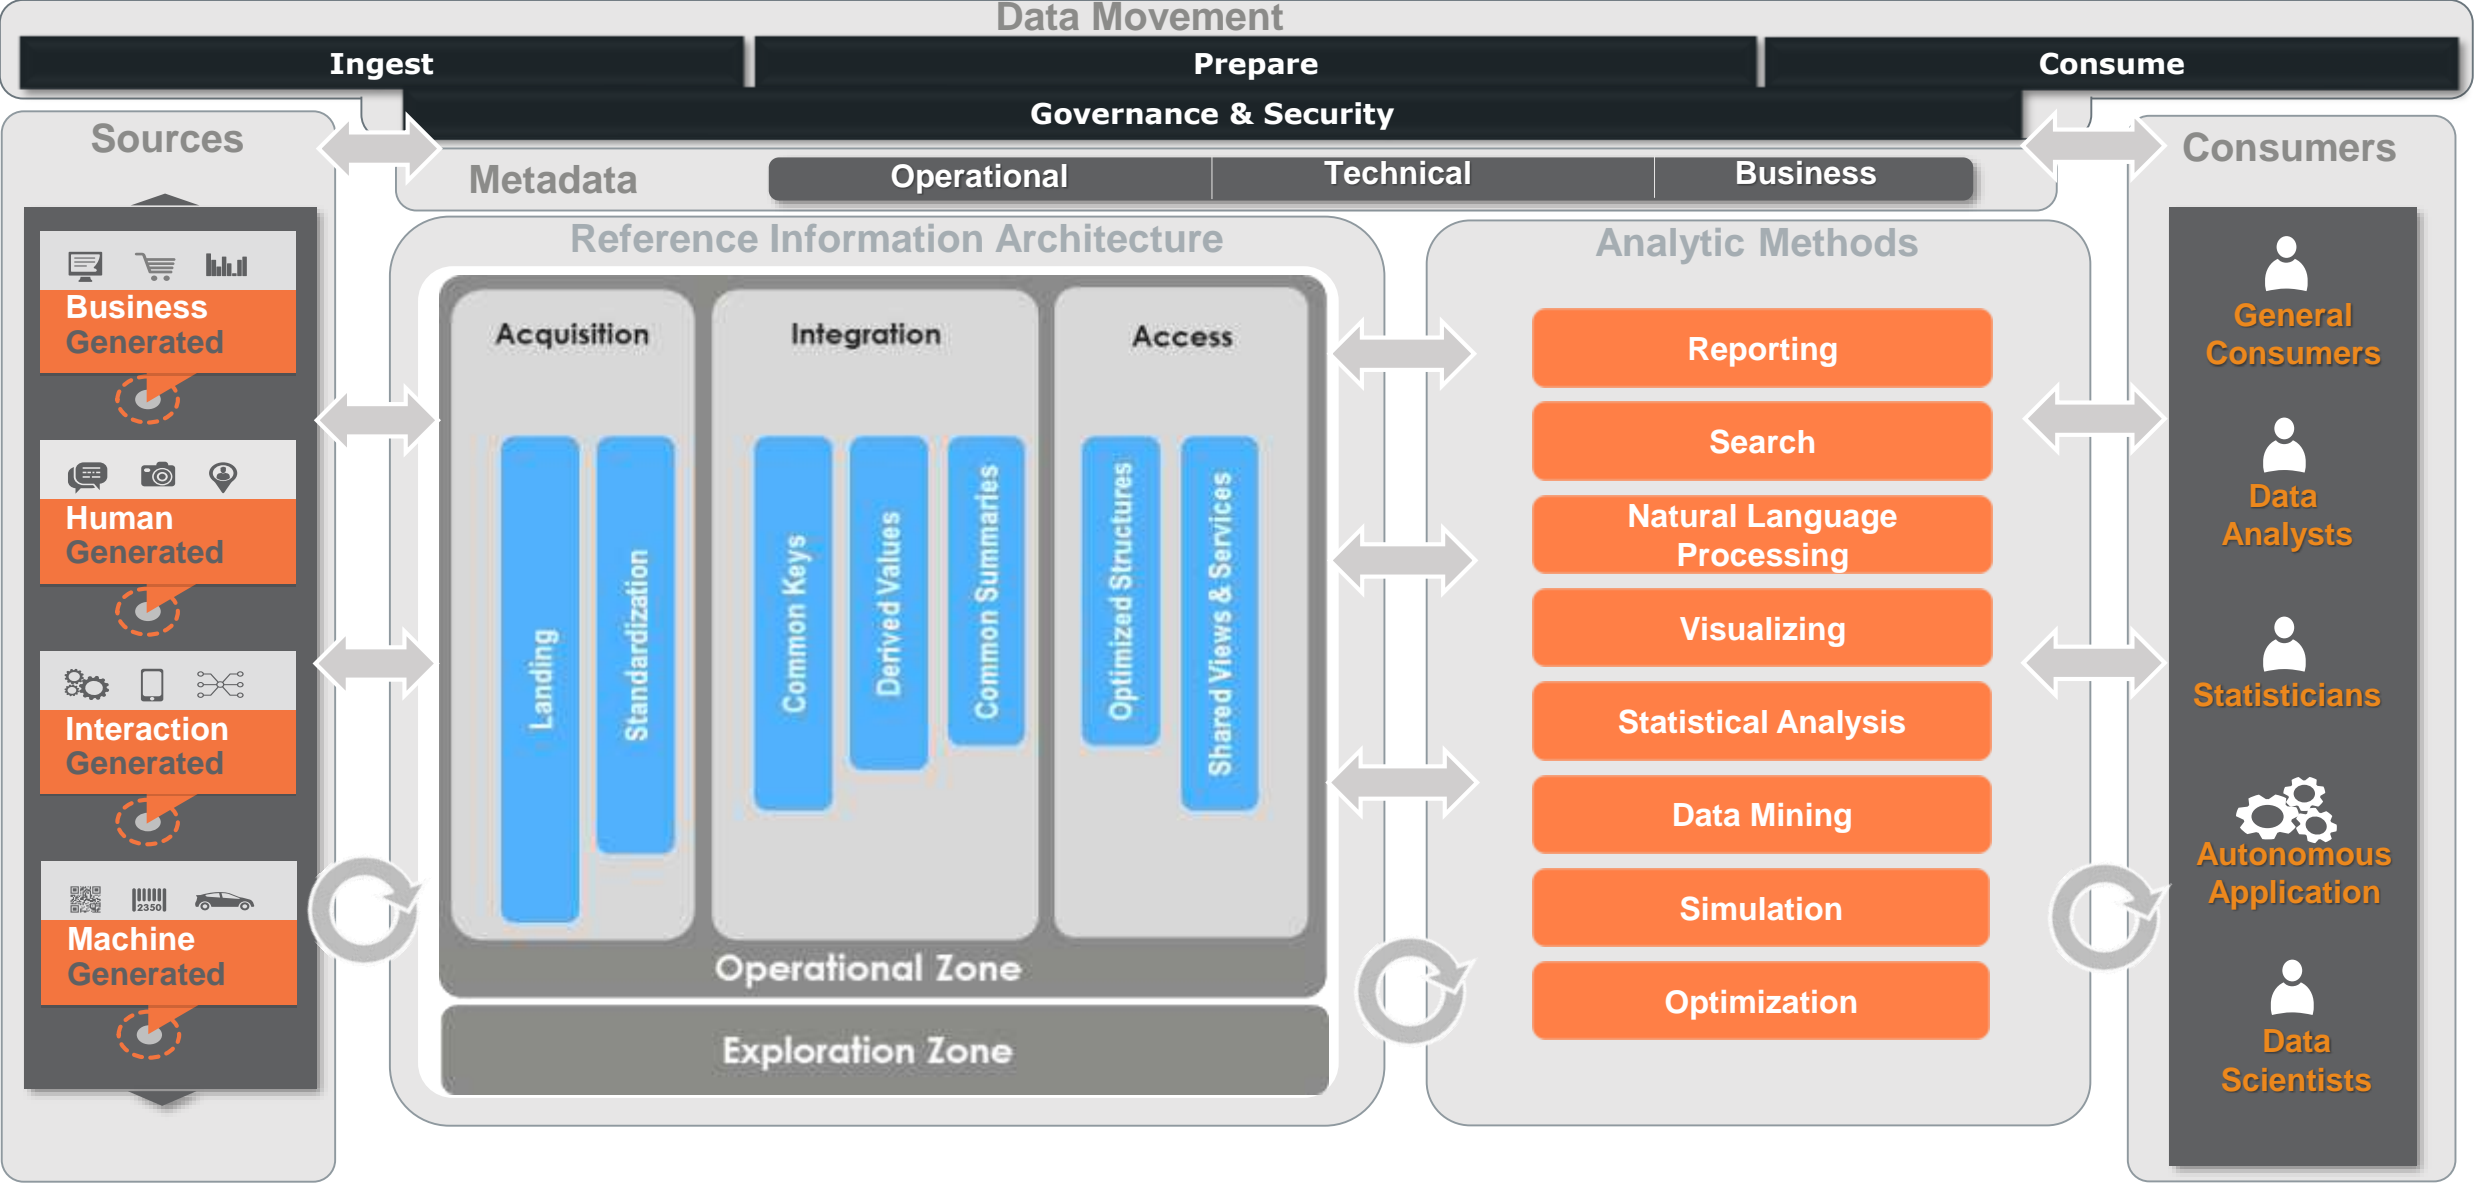 Data Movement
Ingest
Prepare
Consume
Governance & Security
Sources
Metadata
Operational
Technical
Business
Consumers
Business
Generated
Human
Generated
Interaction
Generated
2350
Machine
Generated
Reference Information Architecture
Acquisition
Landing
Standardization
Integration
Common Keys
Derived Values
Common Summaries
Access
Optimized Structures
Shared Views & Services
Operational Zone
Exploration Zone
Analytic Methods
Reporting
Search
Natural Language
Processing
Visualizing
Statistical Analysis
Data Mining
Simulation
Optimization
General
Consumers
Data
Analysts
Statisticians
Autonomous
Application
Data
Scientists